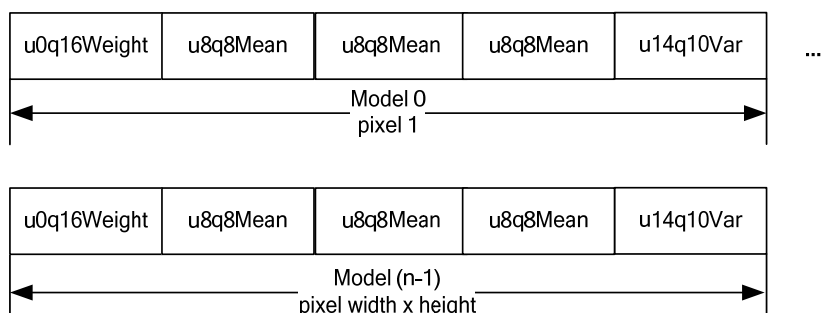 u0q16Weight u8q8Mean u8q8Mean u8q8Mean u14q10Var ...
Model 0
pixel 1
u0q16Weight u8q8Mean u8q8Mean u8q8Mean u14q10Var
Model (n-1)
pixel width x height